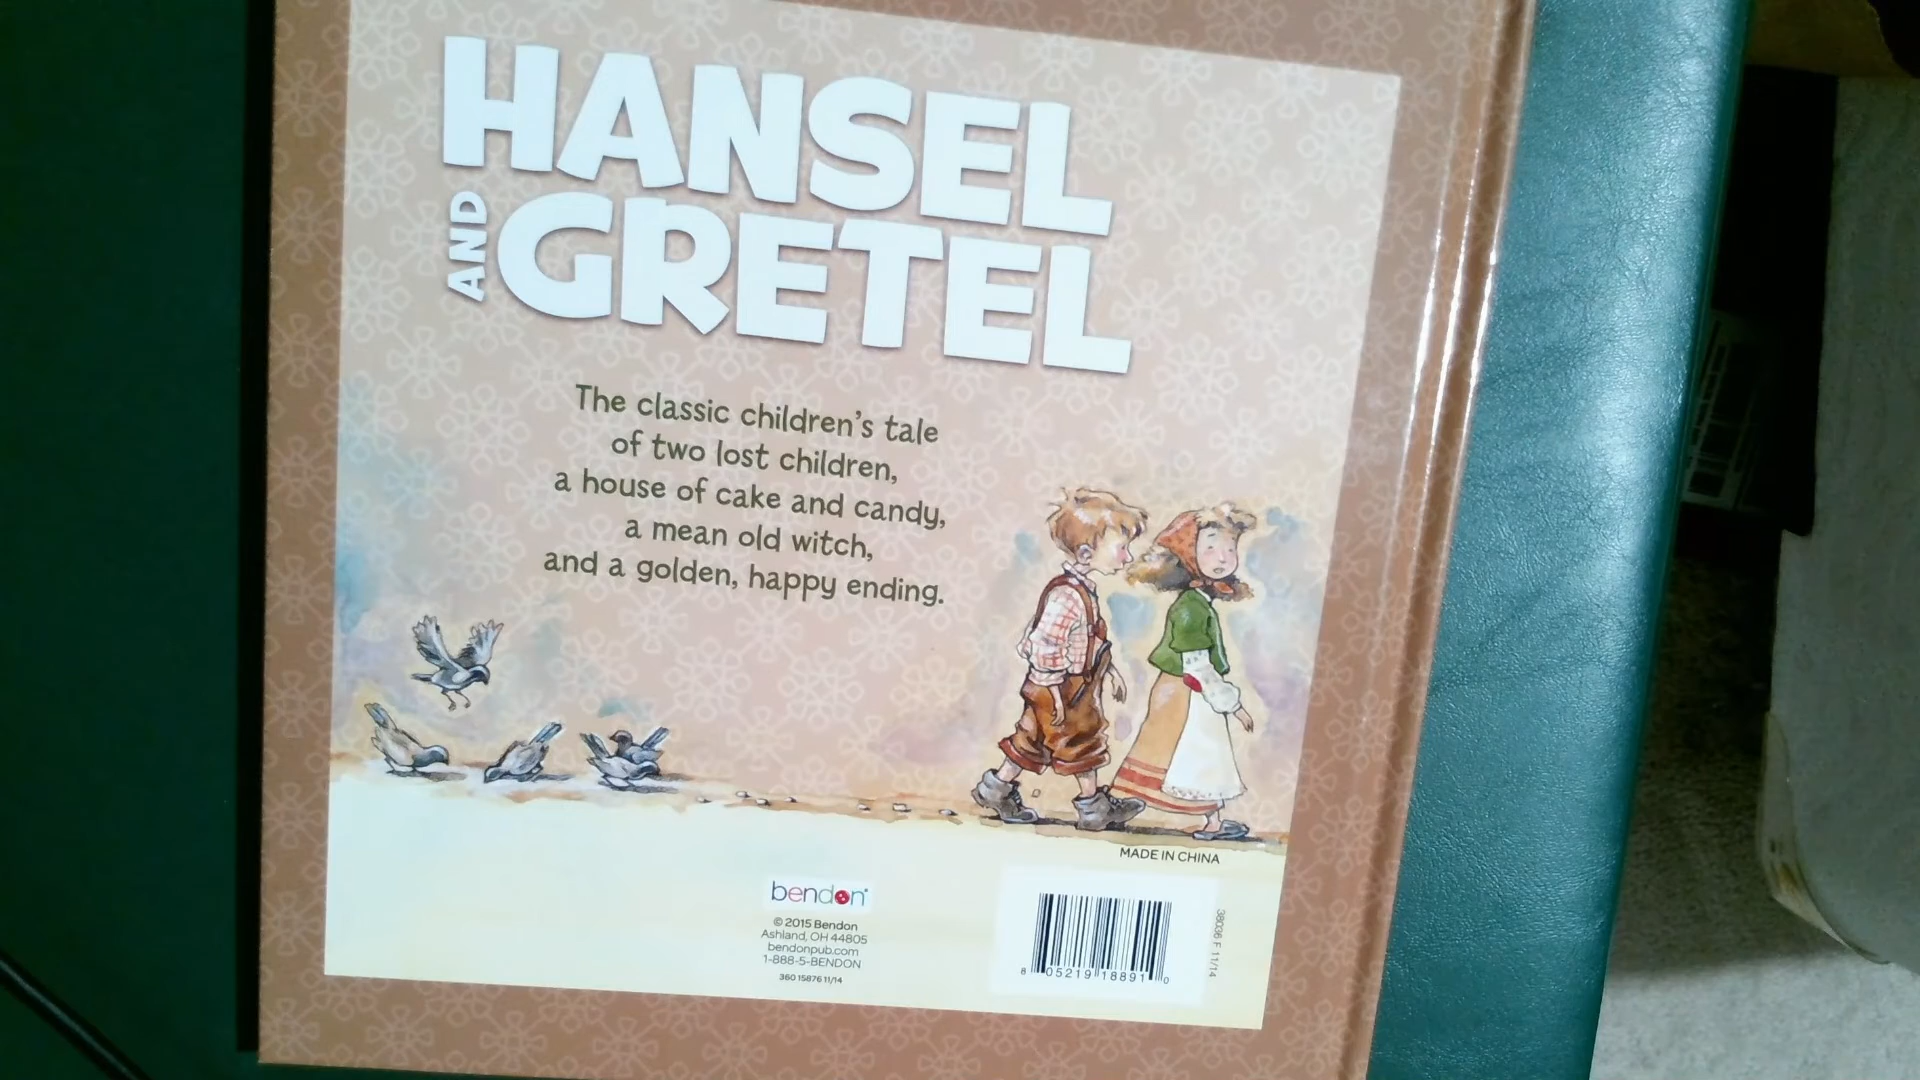 HANSEL
AND
GRETEL
The classic children's tale
of two lost children,
a house of cake and candy,
a mean old witch,
and a golden, happy ending.
MADE IN CHINA
bendon
© 2015 Bendon
Ashland, OH 44805
bendonpub.com
1-888-5-BENDON
360 15876 11/14
8 05219 18891 0
38036 F 11/14